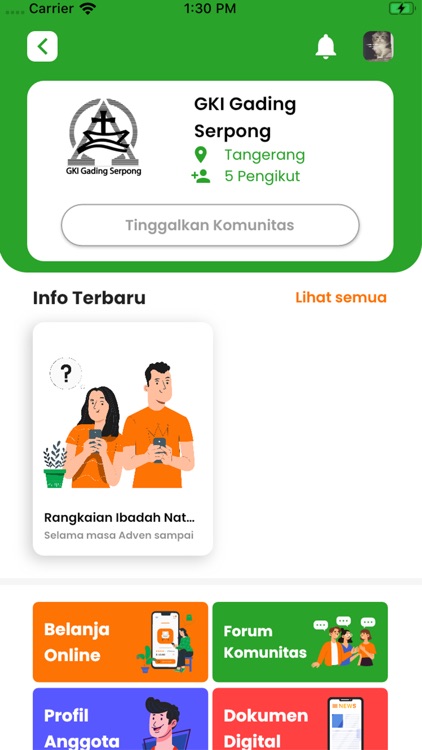 Carrier
1:30 PM
GKI Gading
Serpong
GKI Gading Serpong
Tangerang
5 Pengikut
Tinggalkan Komunitas
Info Terbaru
Lihat semua
?
Rangkaian Ibadah Nat...
Selama masa Adven sampai
Belanja
Online
Forum
Komunitas
Profil
Anggota
NEWS
Dokumen
Digital